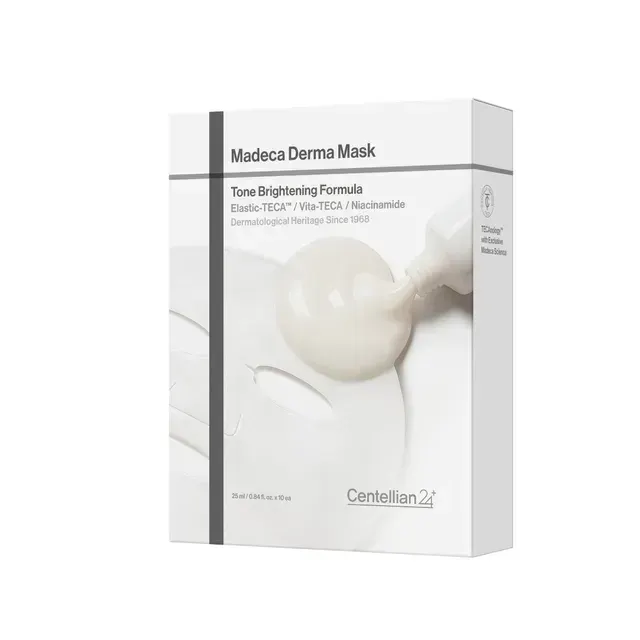 Madeca Derma Mask
Tone Brightening Formula
Elastic-TECA™ / Vita-TECA / Niacinamide
Dermatological Heritage Since 1968
TECAnology™
with Exclusive
Madeca Science
25 ml / 0.84 fl. oz. x 10 ea
Centellian24+